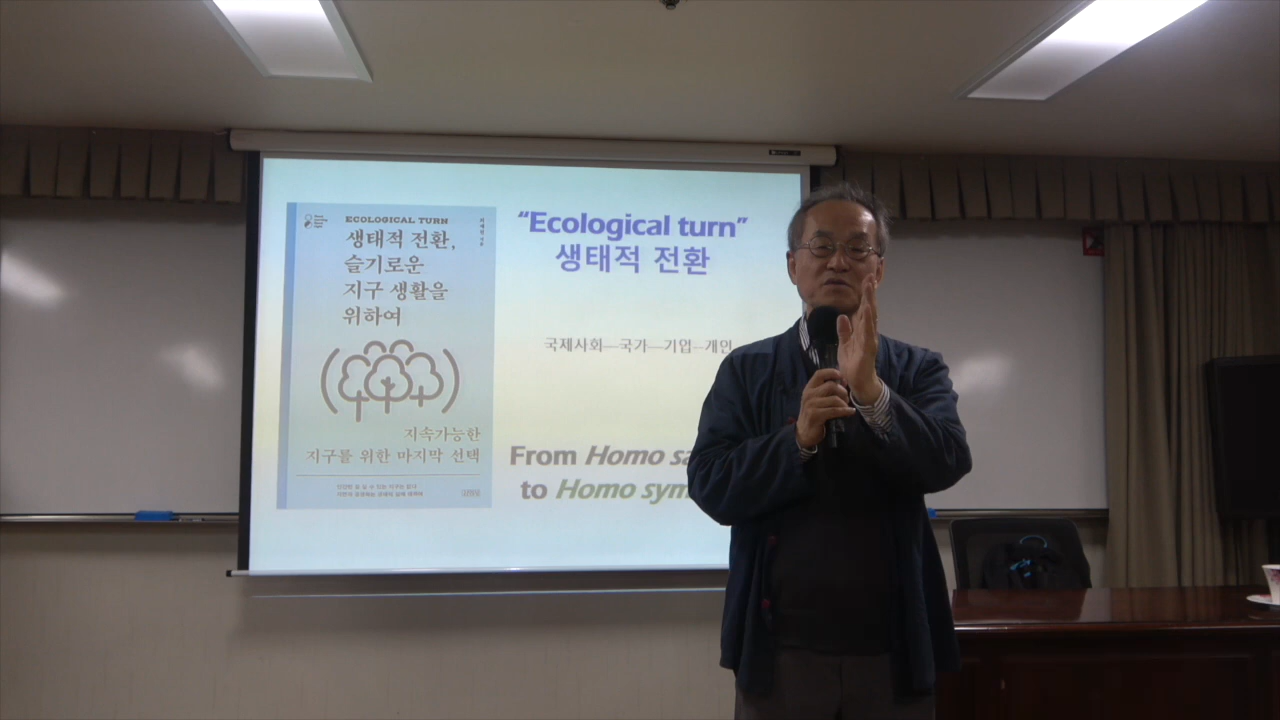 ECOLOGICAL TURN
생태적 전환,
슬기로운
지구 생활을
위하여
지속가능한
지구를 위한 마지막 선택
“Ecological turn”
생태적 전환
국제사회—국가—기업--개인
From Homo sa
to Homo sym